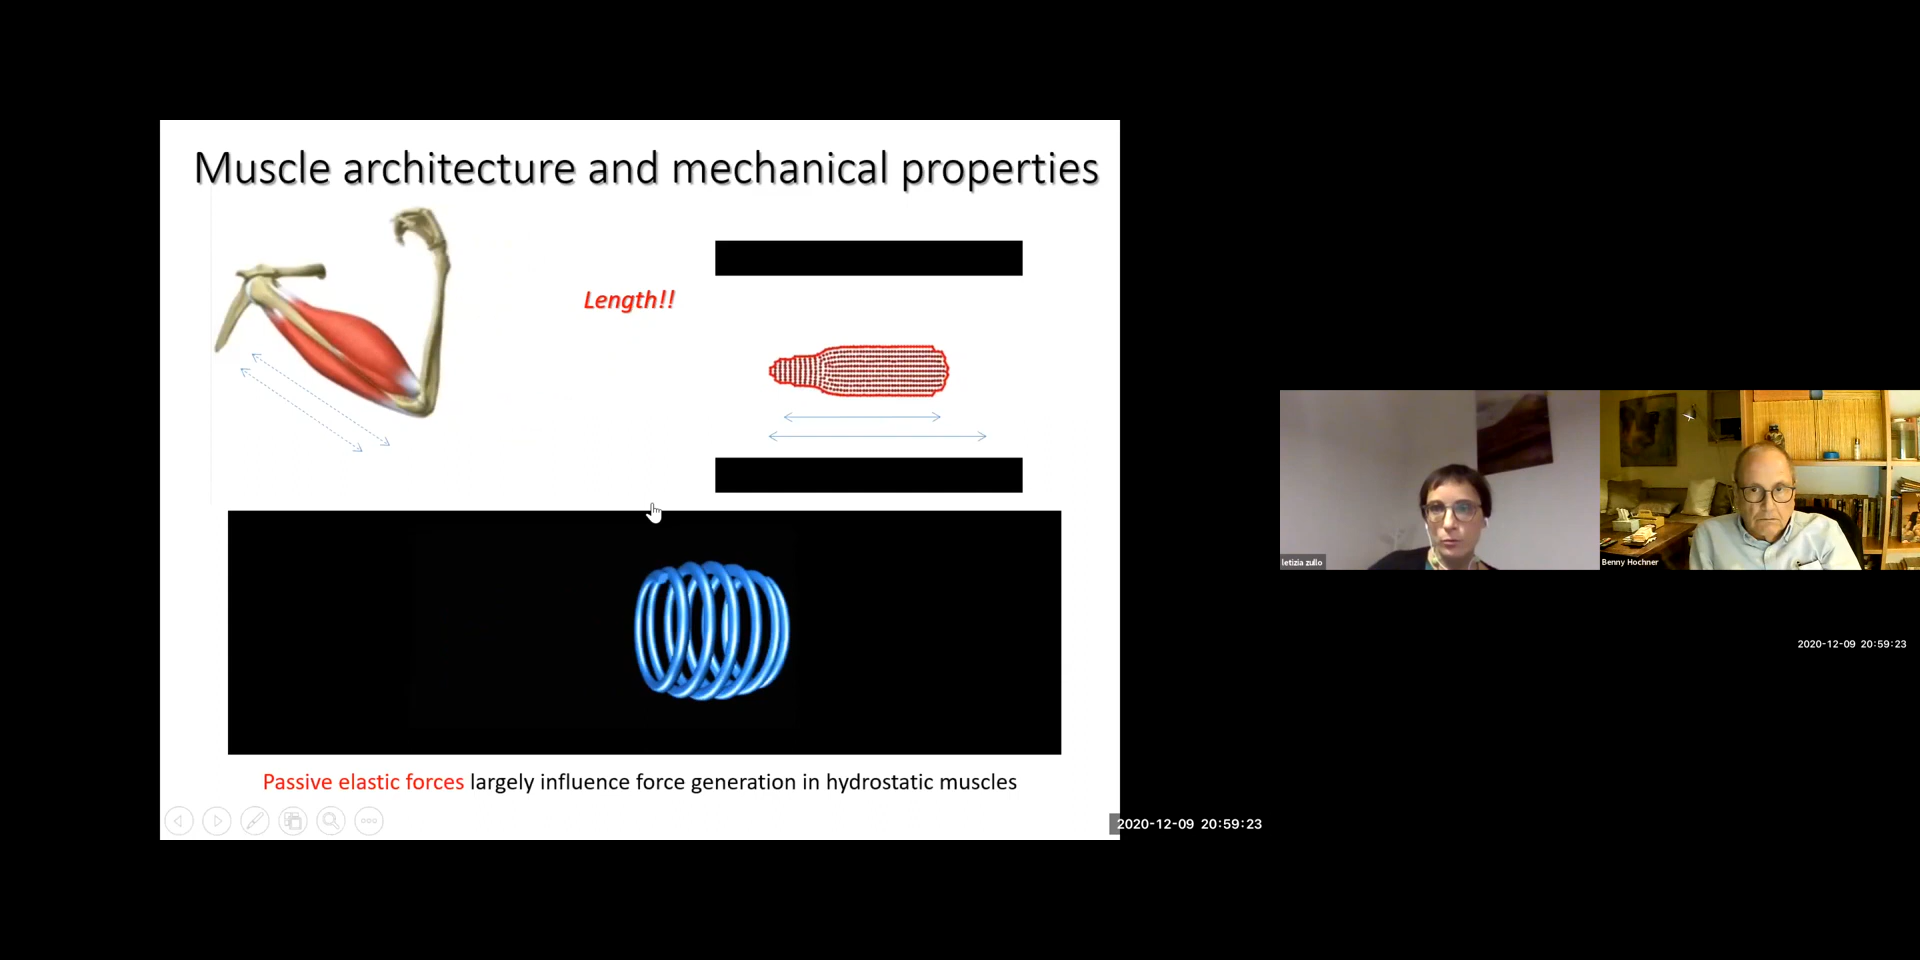 Muscle architecture and mechanical properties
Length!!
Passive elastic forces largely influence force generation in hydrostatic muscles
2020-12-09 20:59:23
letizia zullo
Benny Hochner
2020-12-09 20:59:23